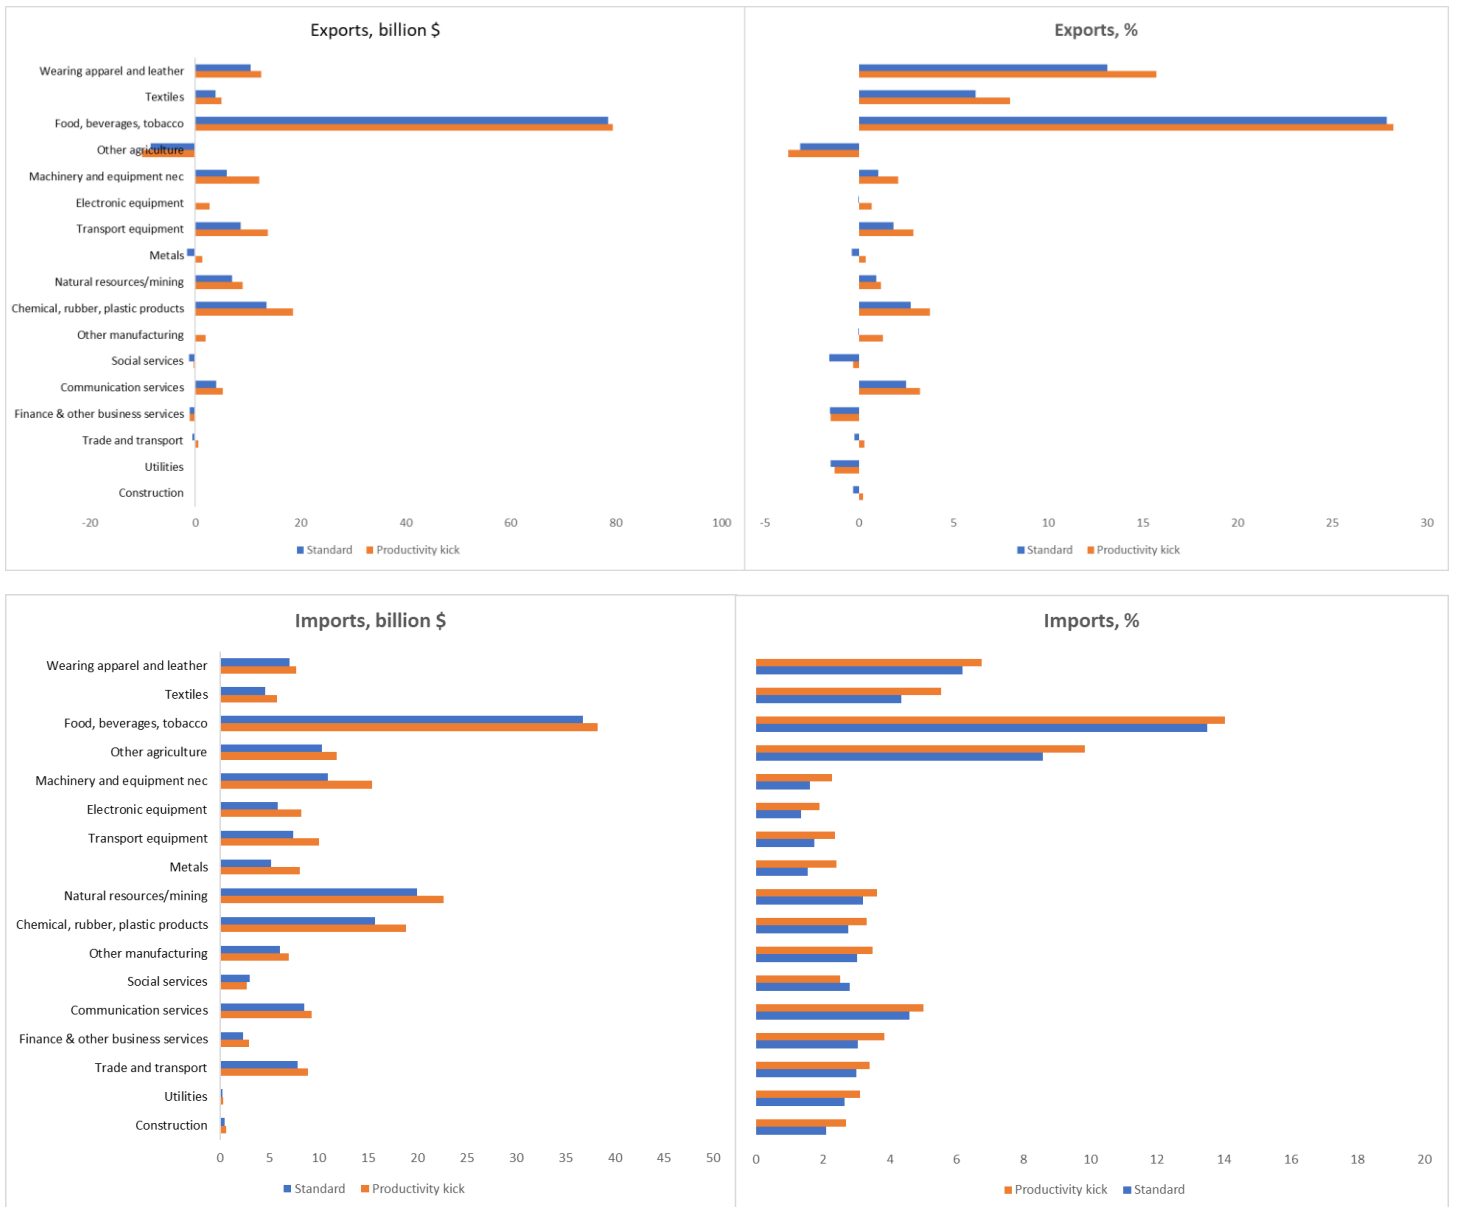 Exports, billion $
Wearing apparel and leather
Textiles
Food, beverages, tobacco
Other agriculture
Machinery and equipment nec
Electronic equipment
Transport equipment
Metals
Natural resources/mining
Chemical, rubber, plastic products
Other manufacturing
Social services
Communication services
Finance & other business services
Trade and transport
Utilities
Construction
-20 0 20 40 60 80 100
Standard Productivity kick
Exports, %
-5 0 5 10 15 20 25 30
Standard Productivity kick
Imports, billion $
Wearing apparel and leather
Textiles
Food, beverages, tobacco
Other agriculture
Machinery and equipment nec
Electronic equipment
Transport equipment
Metals
Natural resources/mining
Chemical, rubber, plastic products
Other manufacturing
Social services
Communication services
Finance & other business services
Trade and transport
Utilities
Construction
0 5 10 15 20 25 30 35 40 45 50
Standard Productivity kick
Imports, %
0 2 4 6 8 10 12 14 16 18 20
Productivity kick Standard